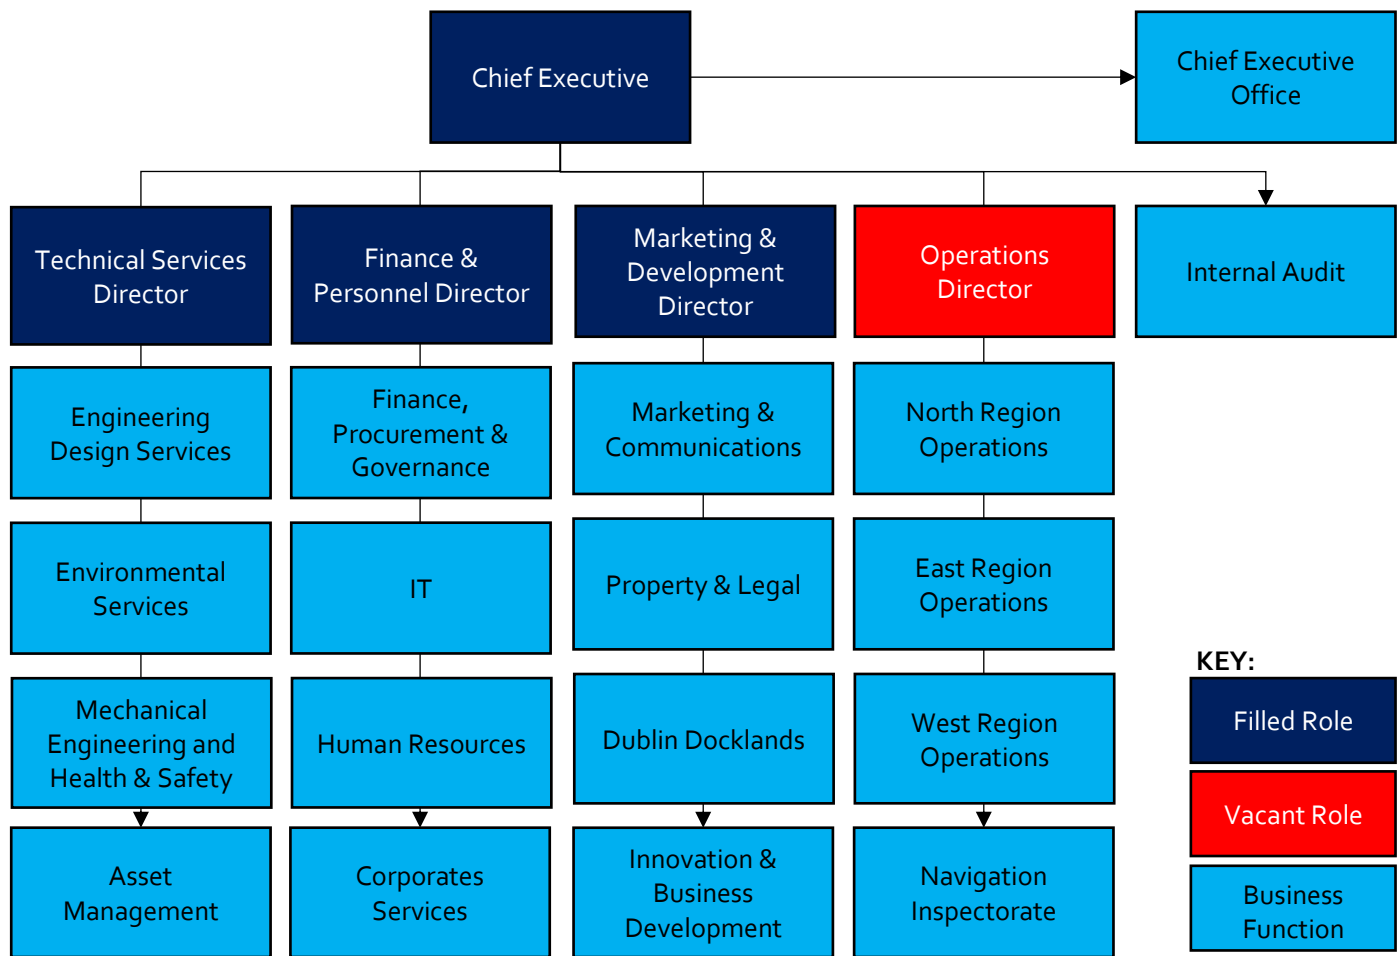 Chief Executive
Chief Executive
Office
Technical Services
Director
Finance &
Personnel Director
Marketing &
Development
Director
Operations
Director
Internal Audit
Engineering
Design Services
Finance,
Procurement &
Governance
Marketing &
Communications
North Region
Operations
Environmental
Services
IT
Property & Legal
East Region
Operations
Mechanical
Engineering and
Health & Safety
Human Resources
Dublin Docklands
West Region
Operations
Asset
Management
Corporates
Services
Innovation &
Business
Development
Navigation
Inspectorate
KEY:
Filled Role
Vacant Role
Business
Function